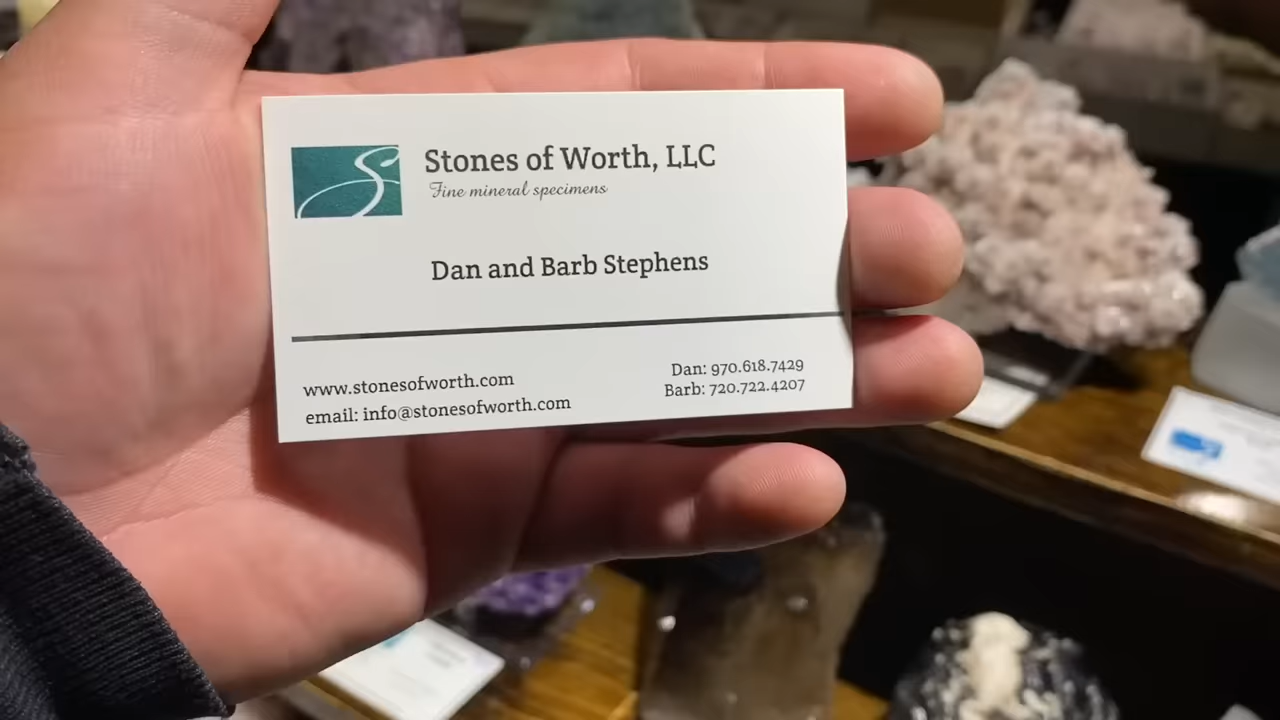 Stones of Worth, LLC
Fine mineral specimens
Dan and Barb Stephens
www.stonesofworth.com
email: info@stonesofworth.com
Dan: 970.618.7429
Barb: 720.722.4207